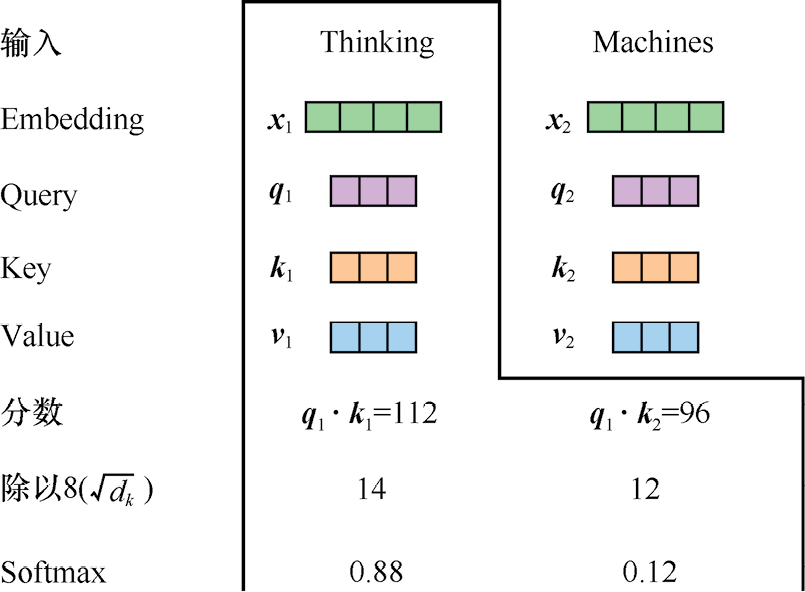 输入 Thinking Machines
Embedding x₁ x₂
Query q₁ q₂
Key k₁ k₂
Value v₁ v₂
分数 q₁·k₁=112 q₁·k₂=96
除以8(√dₖ) 14 12
Softmax 0.88 0.12